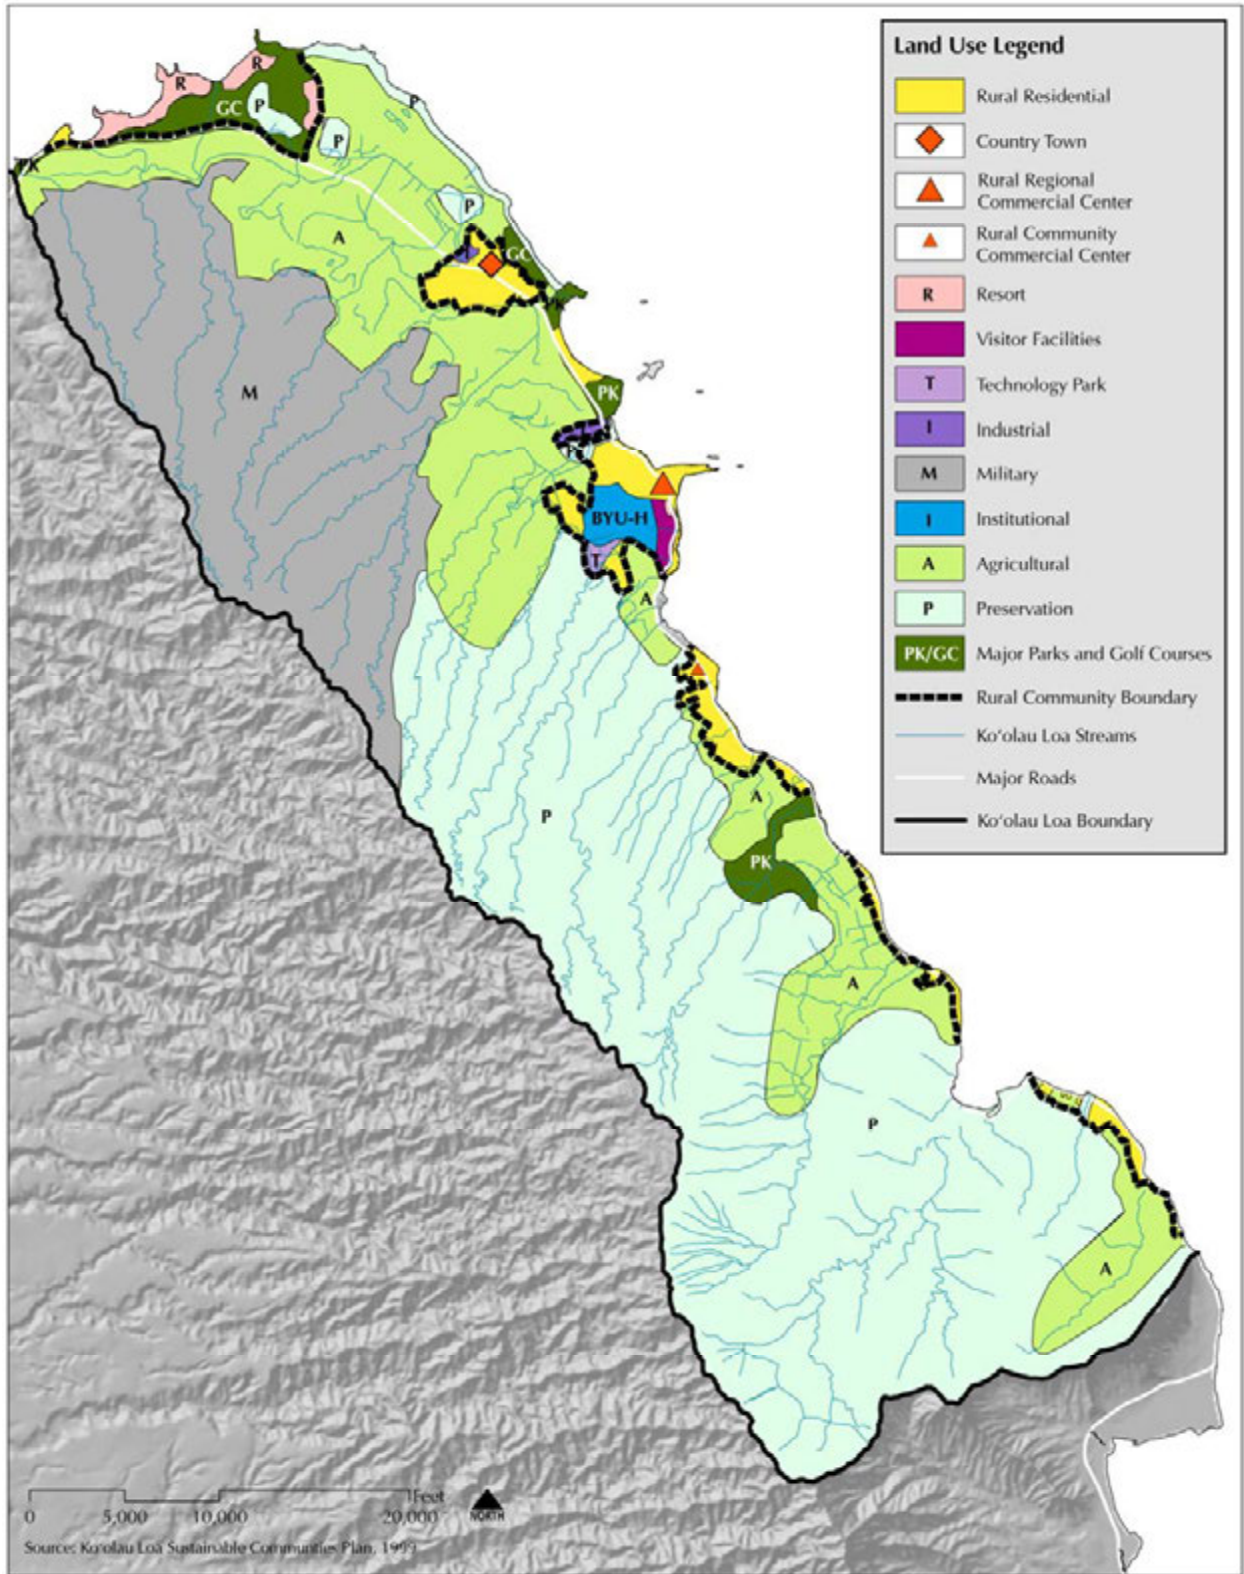 Land Use Legend
Rural Residential
Country Town
Rural Regional
Commercial Center
Rural Community
Commercial Center
R Resort
Visitor Facilities
T Technology Park
I Industrial
M Military
I Institutional
A Agricultural
P Preservation
PK/GC Major Parks and Golf Courses
Rural Community Boundary
Ko‘olau Loa Streams
Major Roads
Ko‘olau Loa Boundary
R
R
GC
P
P
P
PK
P
A
GC
M
PK
BYU-H
T
A
A
P
PK
A
P
A
Feet
0 5,000 10,000 20,000
NORTH
Source: Ko‘olau Loa Sustainable Communities Plan, 1999